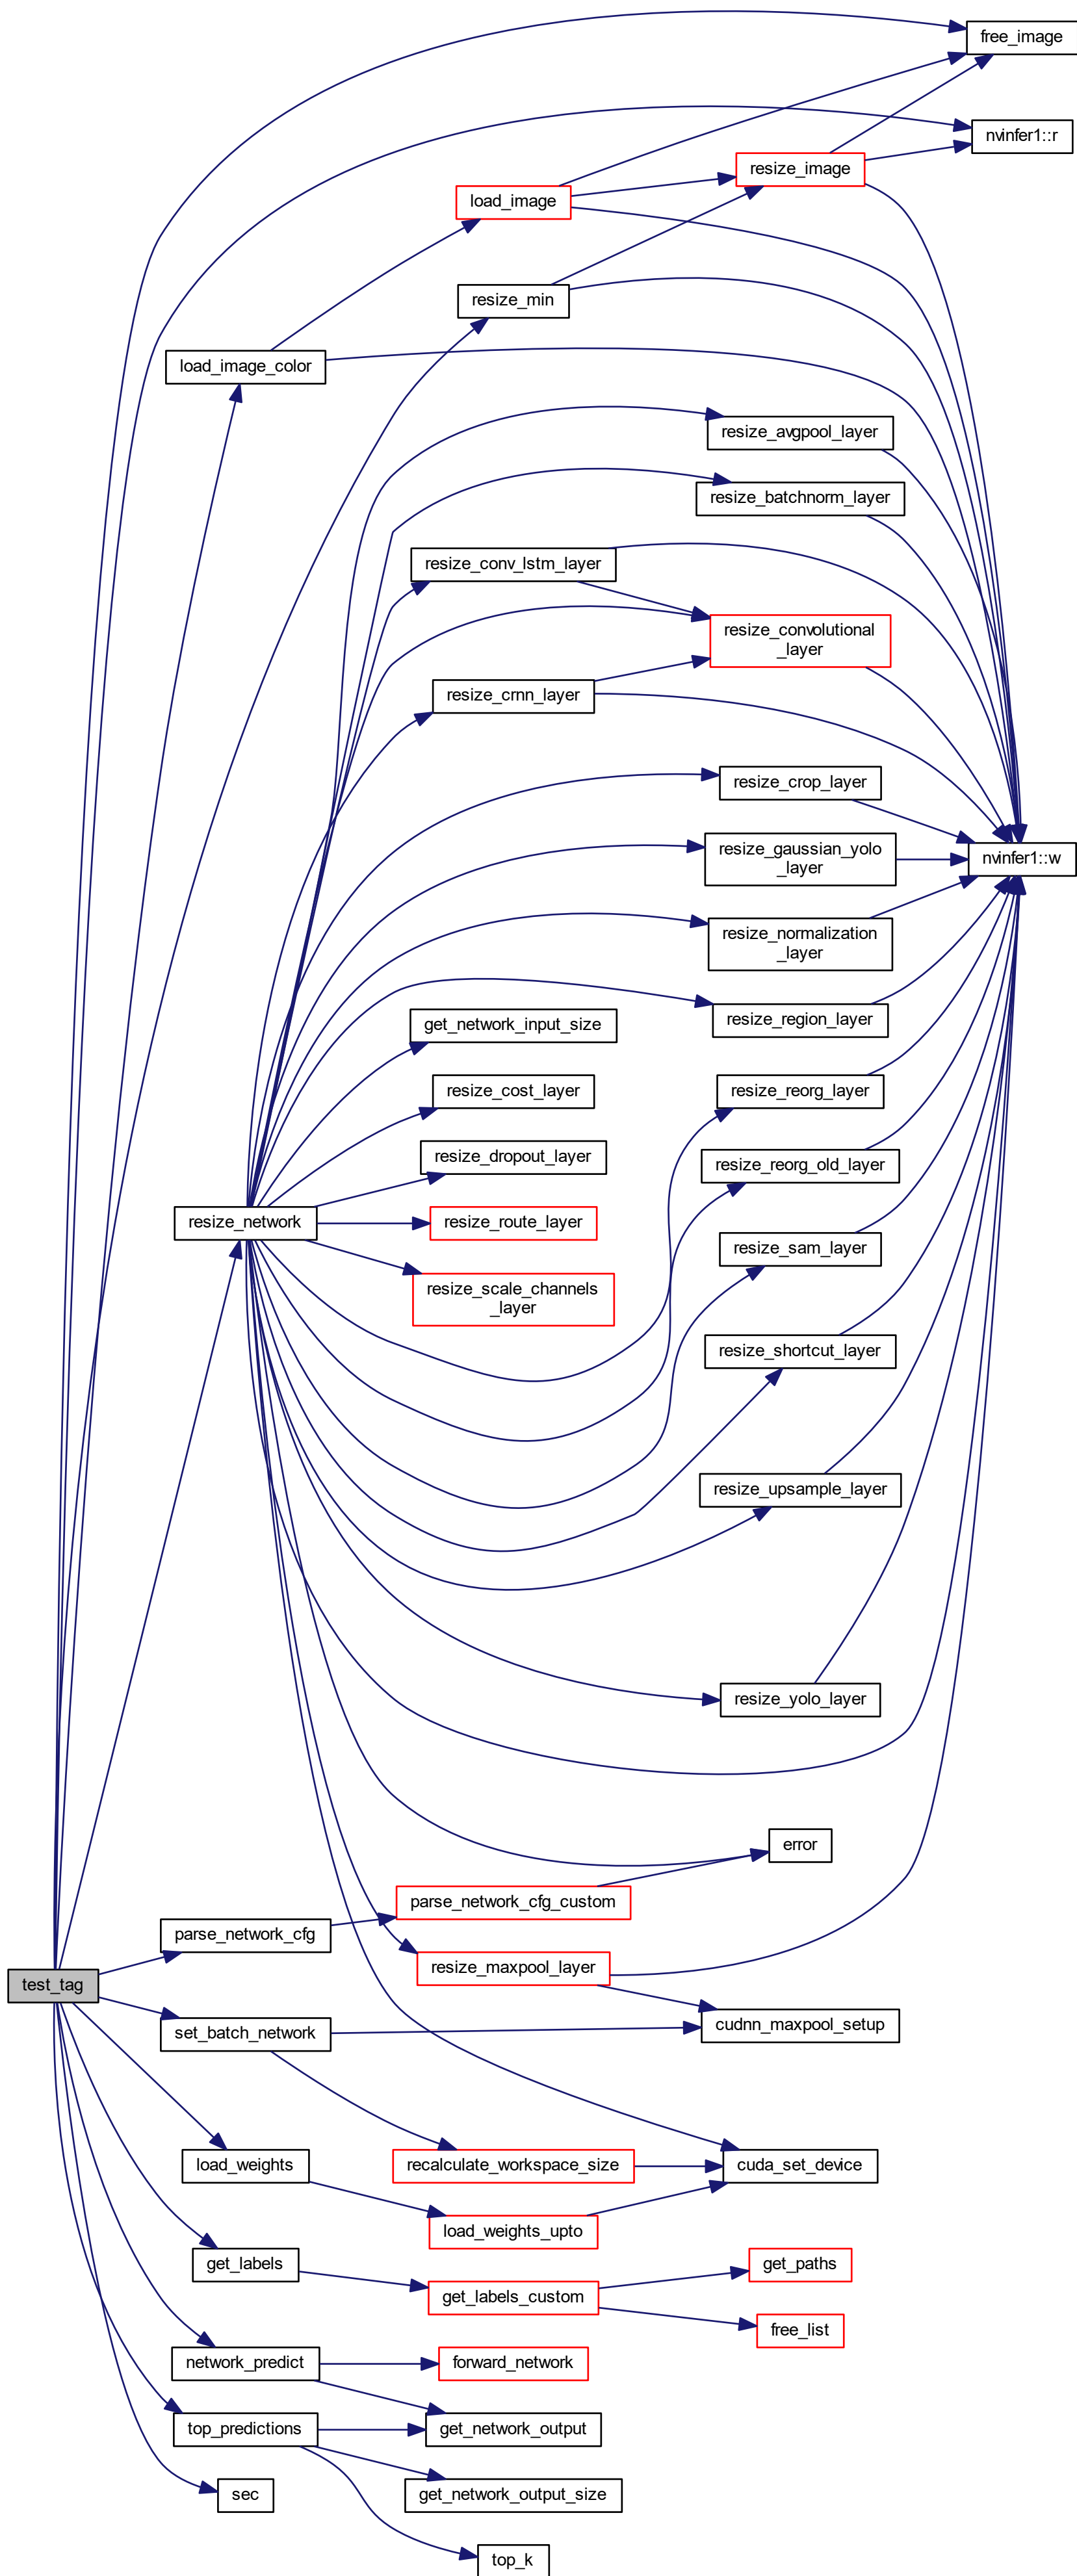 free_image
nvinfer1::r
resize_image
load_image
resize_min
load_image_color
resize_avgpool_layer
resize_batchnorm_layer
resize_conv_lstm_layer
resize_convolutional
_layer
resize_crnn_layer
resize_crop_layer
resize_gaussian_yolo
_layer
nvinfer1::w
resize_normalization
_layer
resize_region_layer
get_network_input_size
resize_cost_layer
resize_reorg_layer
resize_dropout_layer
resize_reorg_old_layer
resize_network
resize_route_layer
resize_sam_layer
resize_scale_channels
_layer
resize_shortcut_layer
resize_upsample_layer
resize_yolo_layer
error
parse_network_cfg_custom
parse_network_cfg
resize_maxpool_layer
test_tag
cudnn_maxpool_setup
set_batch_network
load_weights
recalculate_workspace_size
cuda_set_device
load_weights_upto
get_labels
get_paths
get_labels_custom
free_list
network_predict
forward_network
top_predictions
get_network_output
sec
get_network_output_size
top_k